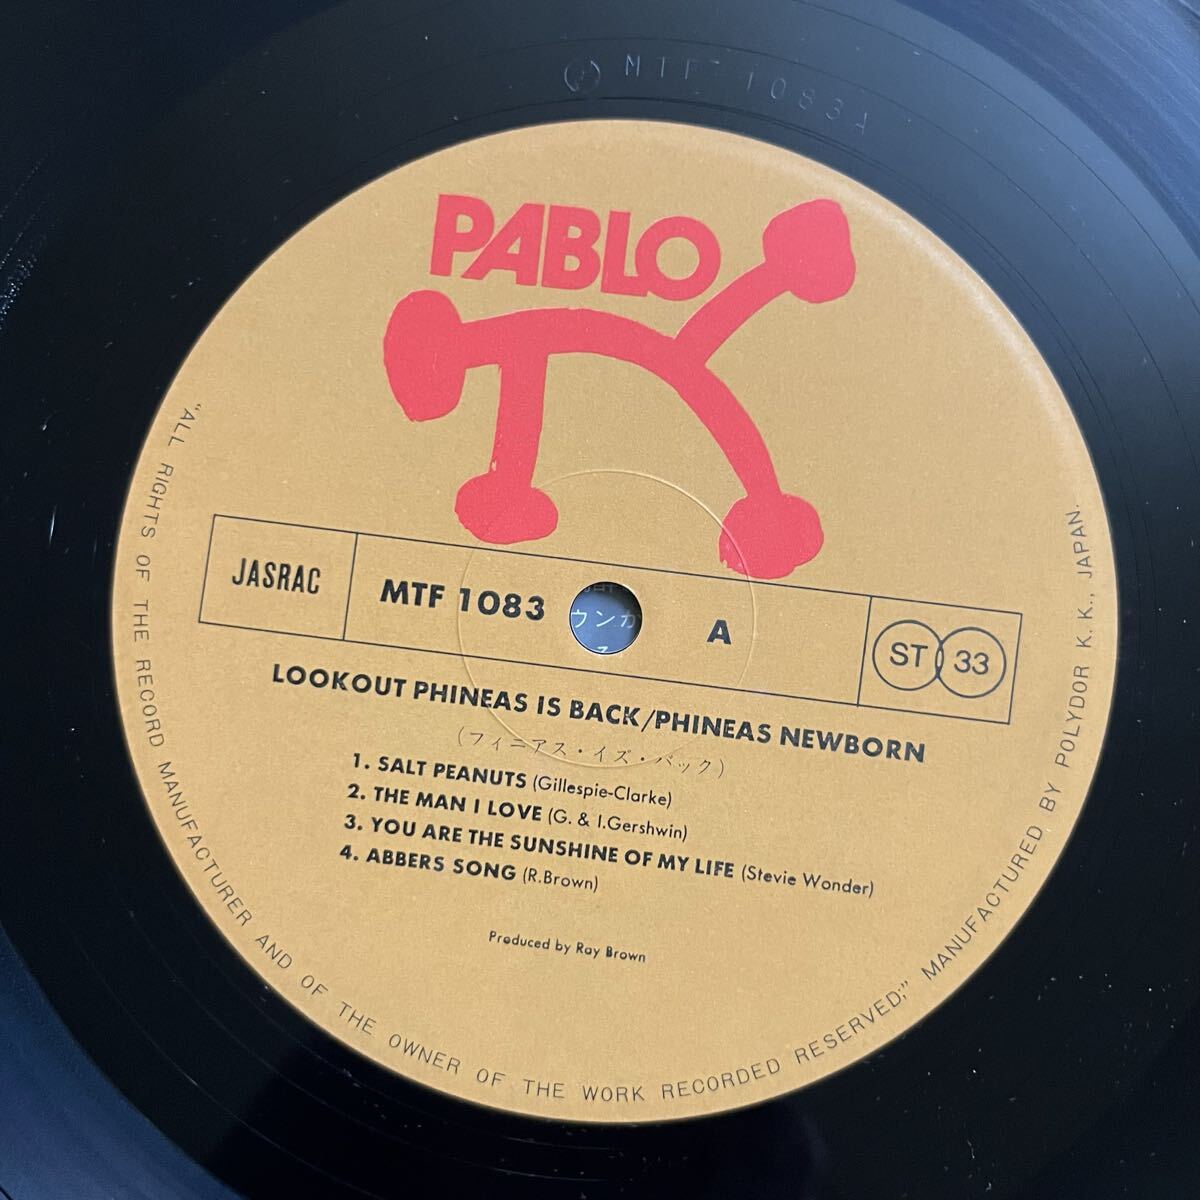 MTF 1083A
PABLO
JASRAC
MTF 1083
A
ST 33
ウンガ
LOOKOUT PHINEAS IS BACK/PHINEAS NEWBORN
(フィニアス・イズ・バック)
1. SALT PEANUTS (Gillespie-Clarke)
2. THE MAN I LOVE (G. & I.Gershwin)
3. YOU ARE THE SUNSHINE OF MY LIFE (Stevie Wonder)
4. ABBERS SONG (R.Brown)
Produced by Ray Brown
"ALL RIGHTS OF THE RECORD MANUFACTURER AND OF THE OWNER OF THE WORK RECORDED RESERVED;" MANUFACTURED BY POLYDOR K. K., JAPAN.